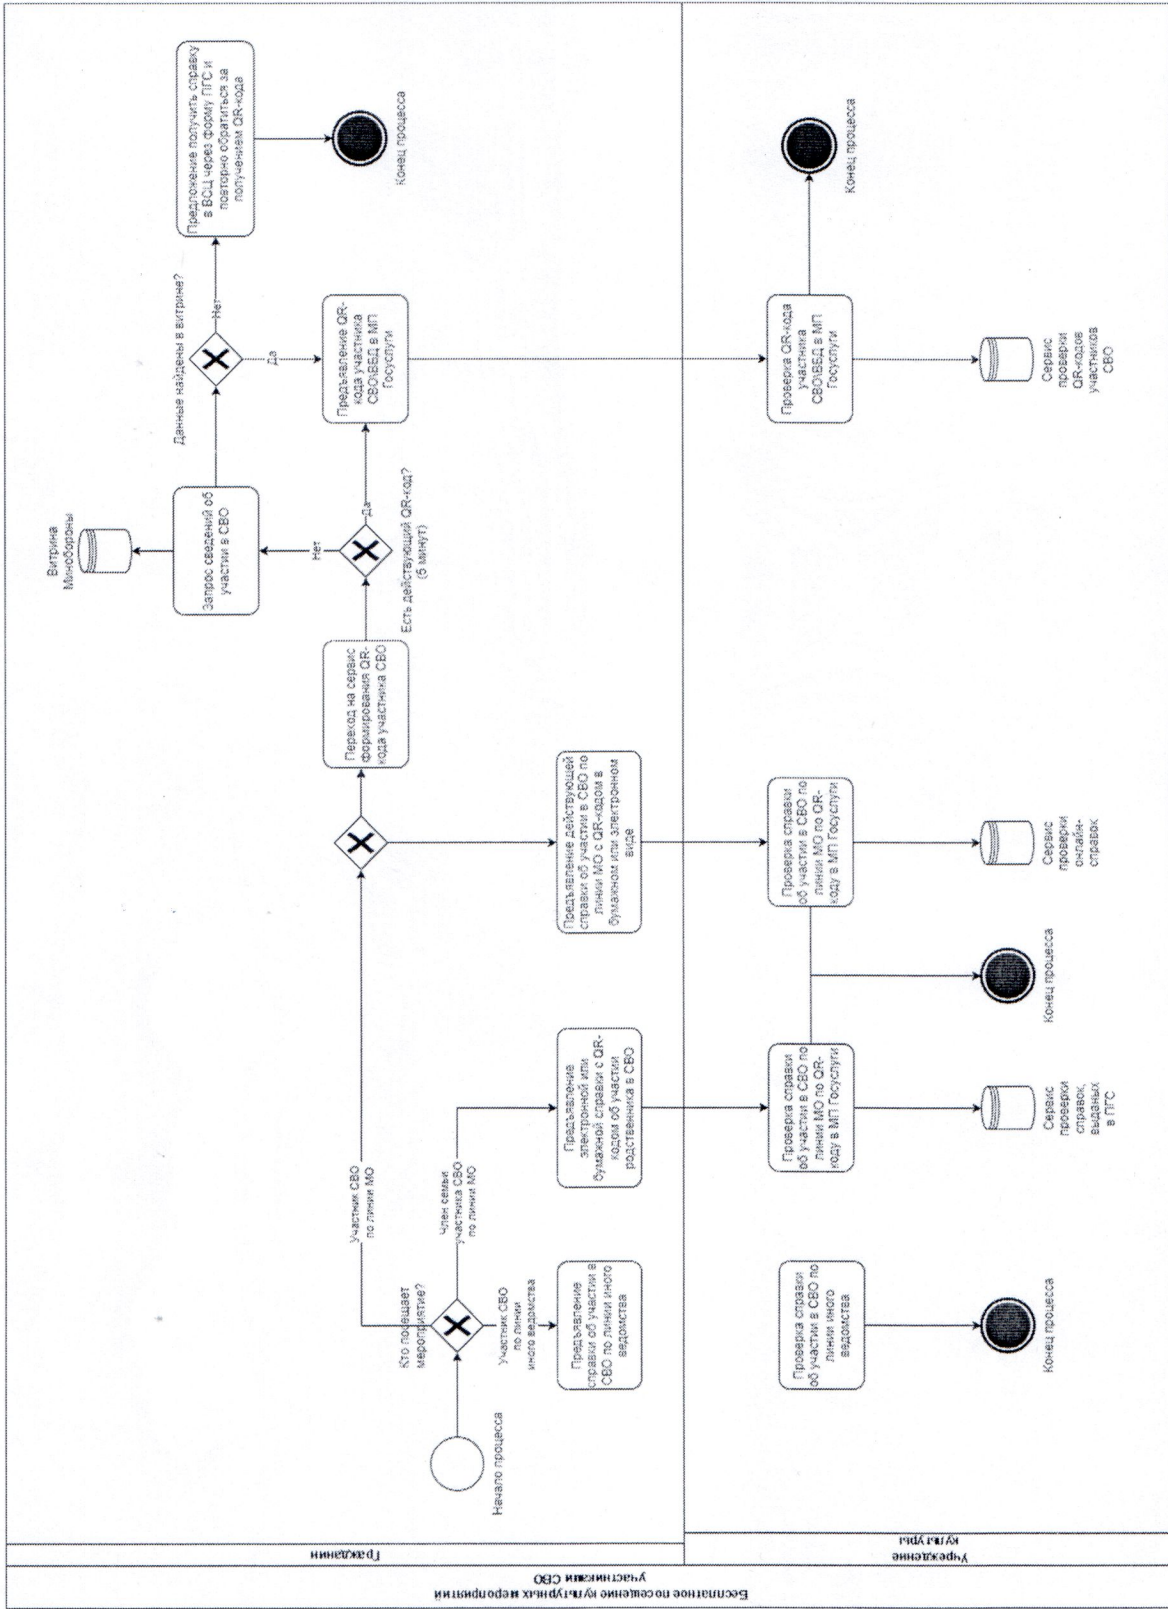 Бесплатное посещение культурных мероприятий
участниками СВО
Гражданин
Учреждение
культуры
Начало процесса
Кто посещает
мероприятие?
Участник СВО
по линии МО
Член семьи
участника СВО
по линии МО
Участник СВО
по линии
иного ведомства
Предъявление
справки об участии в
СВО по линии иного
ведомства
Предъявление
электронной или
бумажной справки с QR-
кодом об участии
родственника в СВО
Предъявление действующей
справки об участии в СВО по
линии МО с QR-кодом в
бумажном или электронном
виде
Переход на сервис
формирования QR-
кода участника СВО
Есть действующий QR-код?
(5 минут)
Нет
Да
Запрос сведений об
участии в СВО
Витрина
Минобороны
Данные найдены в витрине?
Нет
Да
Предъявление QR-
кода участника
СВО\ВБД в МП
Госуслуги
Предложение получить справку
в ВСЦ через форму ПГС и
повторно обратиться за
получением QR-кода
Конец процесса
Проверка справки
об участии в СВО по
линии иного
ведомства
Конец процесса
Проверка справки
об участии в СВО по
линии МО по QR-
коду в МП Госуслуги
Сервис
проверки
справок,
выданых
в ПГС
Конец процесса
Проверка справки
об участии в СВО по
линии МО по QR-
коду в МП Госуслуги
Сервис
проверки
онлайн-
справок
Проверка QR-кода
участника
СВО\ВБД в МП
Госуслуги
Сервис
проверки
QR-кодов
участников
СВО
Конец процесса